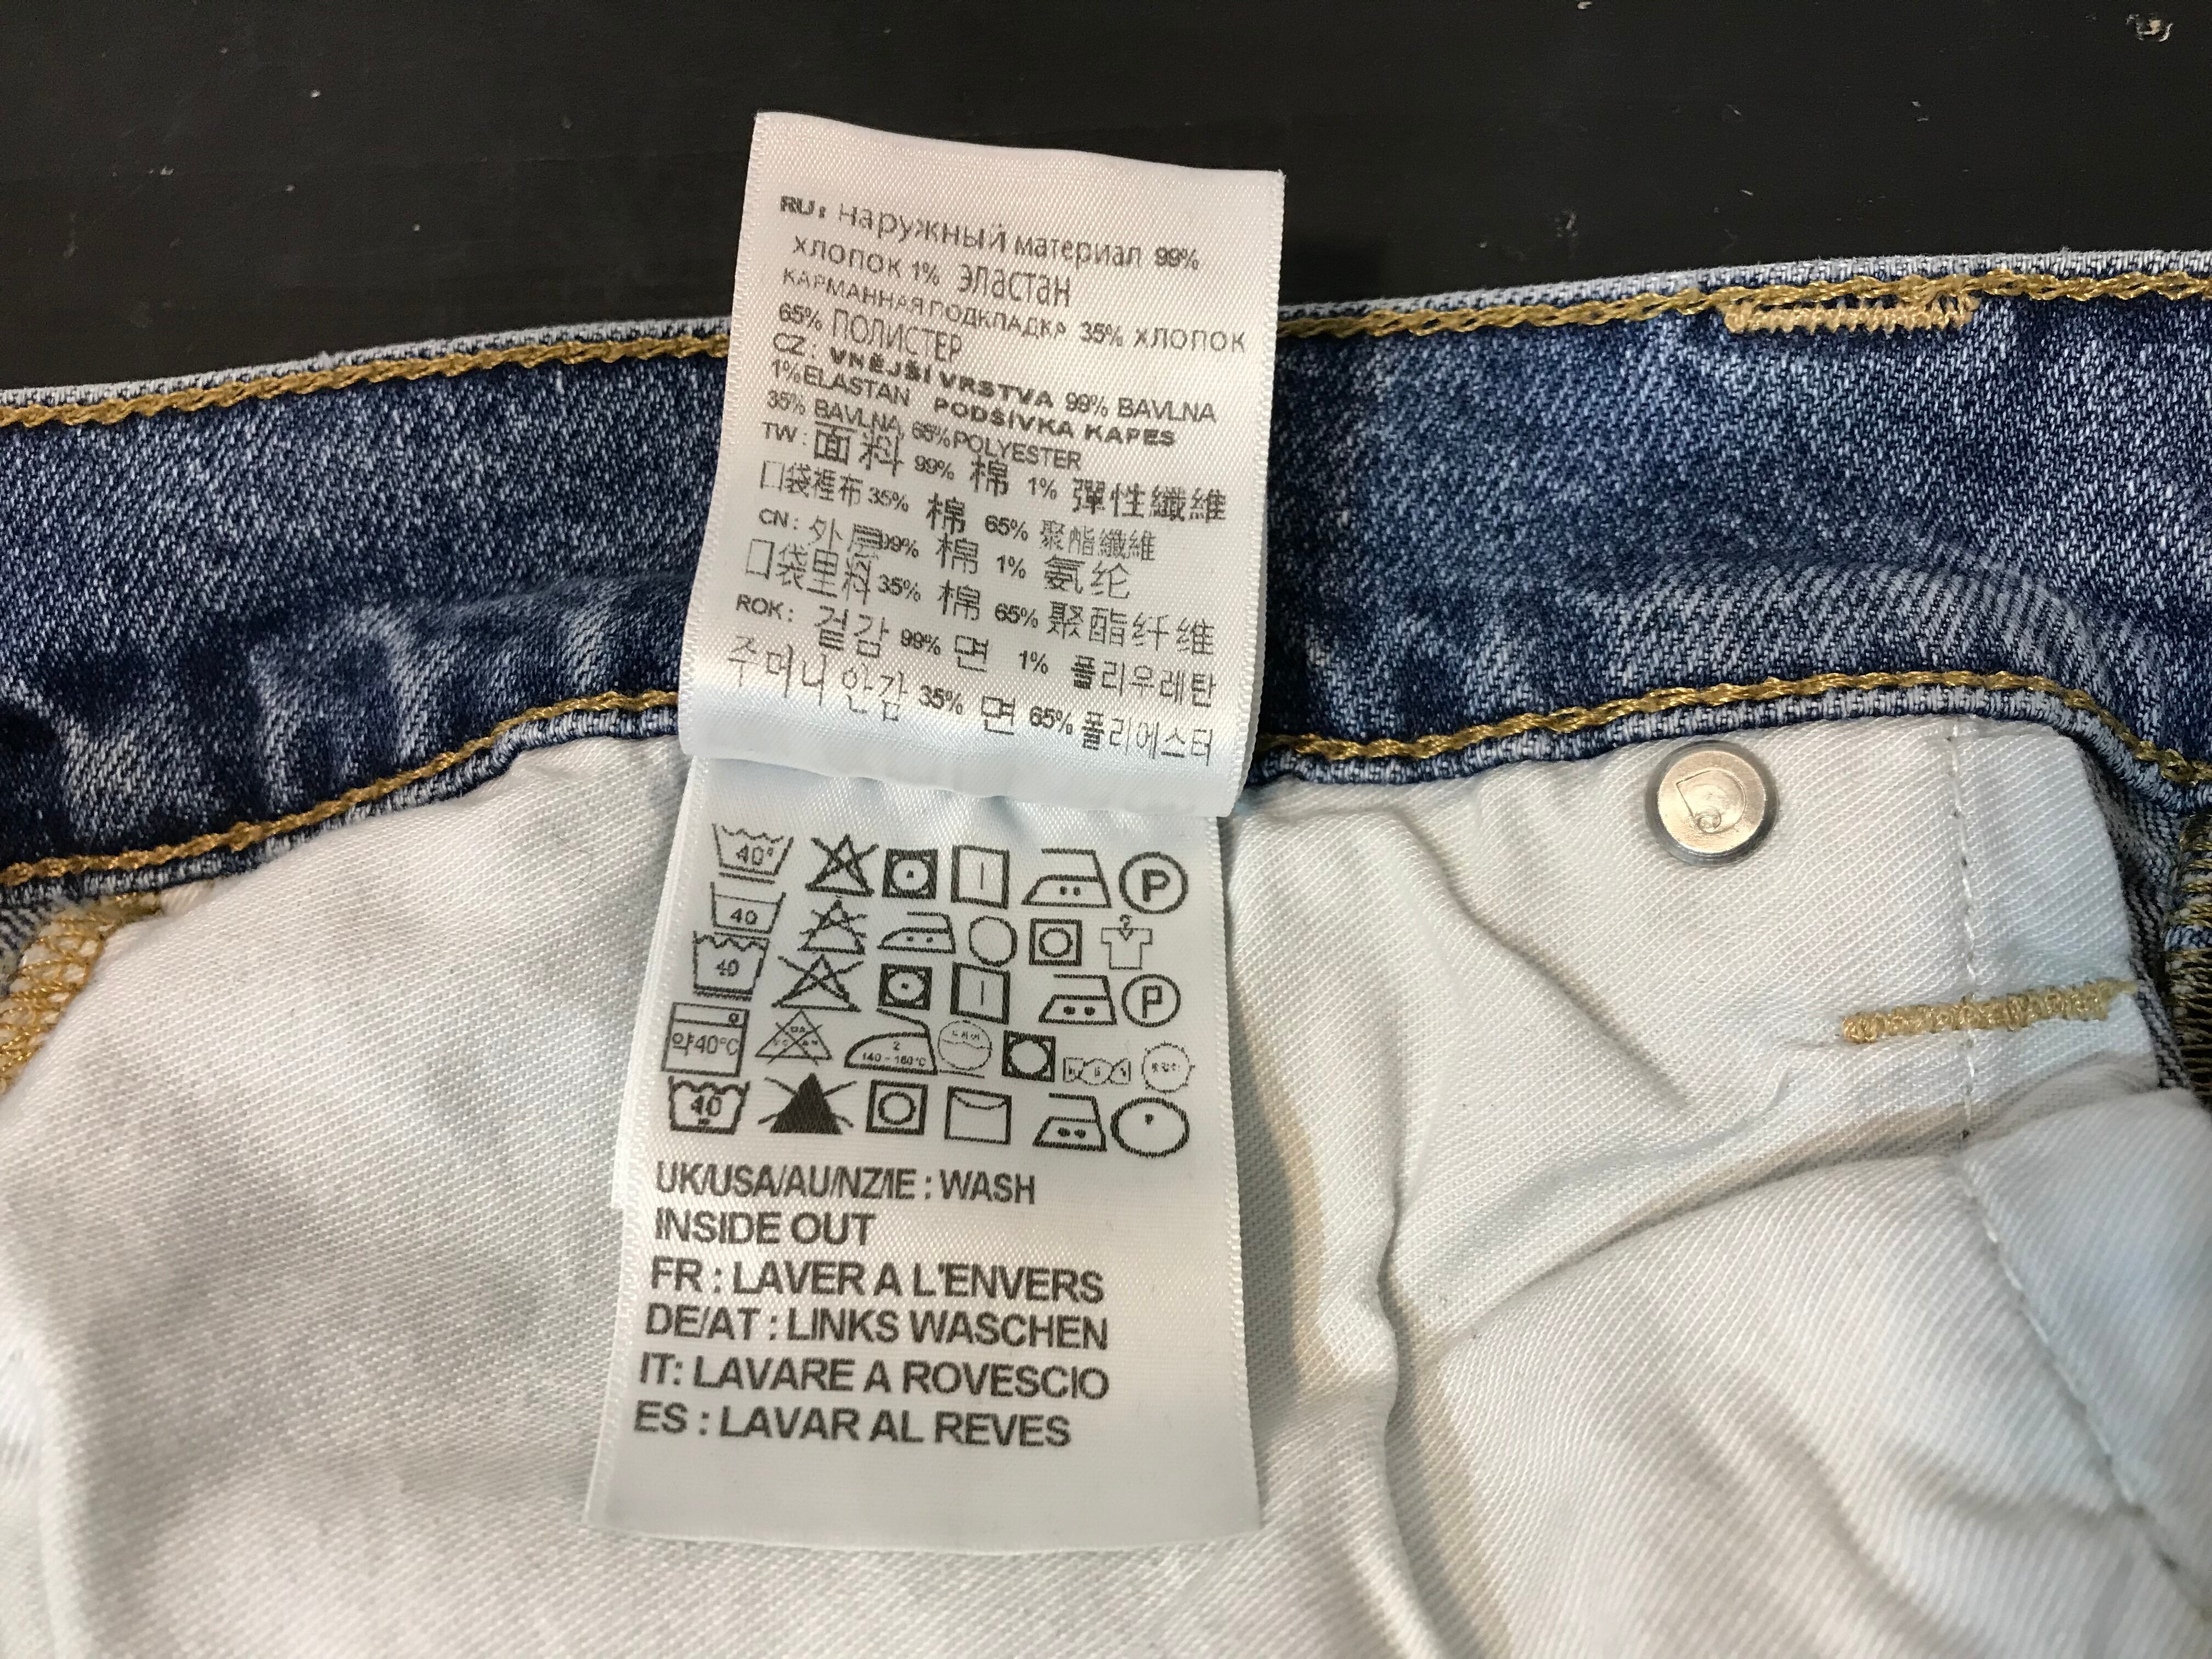 RU: наружный материал 99%
хлопок 1% эластан
КАРМАННАЯ ПОДКЛАДКА 35% ХЛОПОК
65% ПОЛИСТЕР
CZ: VNĚJŠÍ VRSTVA 99% BAVLNA
1% ELASTAN PODŠÍVKA KAPES
35% BAVLNA, 65% POLYESTER
TW: 面料 99% 棉 1% 彈性纖維
口袋裡布 35% 棉 65% 聚酯纖維
CN: 外层 99% 棉 1% 氨纶
口袋里料 35% 棉 65% 聚酯纤维
ROK: 겉감 99% 면 1% 폴리우레탄
주머니 안감 35% 면 65% 폴리에스터
40° P
40
40 P
약40°C 2 140~160°C
40
UK/USA/AU/NZ/IE : WASH
INSIDE OUT
FR : LAVER A L'ENVERS
DE/AT : LINKS WASCHEN
IT: LAVARE A ROVESCIO
ES : LAVAR AL REVES